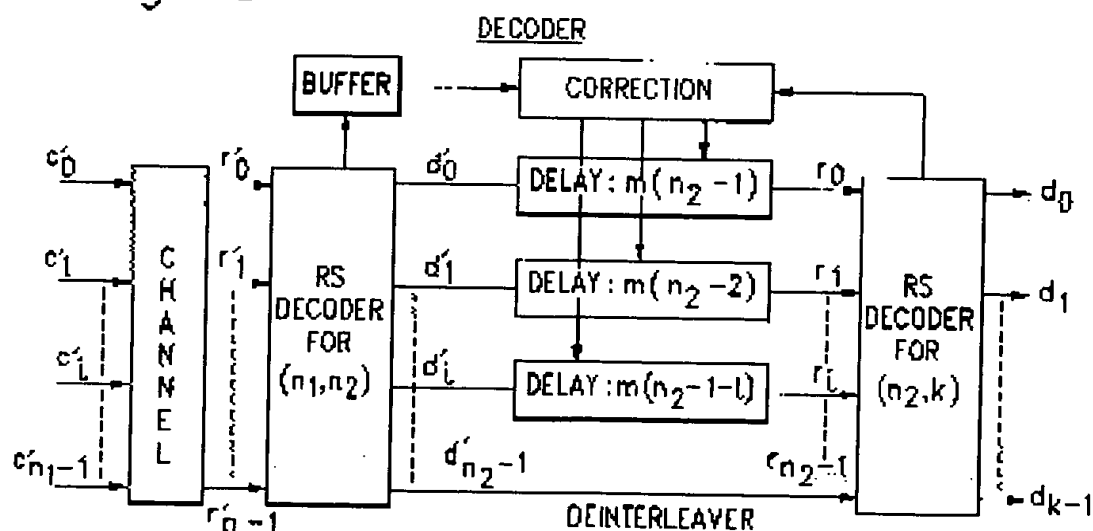 DECODER
BUFFER
CORRECTION
c'0
r'0
d'0
DELAY: m(n2-1)
r0
d0
c'1
r'1
d'1
DELAY: m(n2-2)
r1
d1
CHANNEL
RS DECODER FOR (n1,n2)
RS DECODER FOR (n2,k)
c'i
d'i
DELAY: m(n2-1-i)
ri
c'n1-1
d'n2-1
rn2-1
dk-1
DEINTERLEAVER